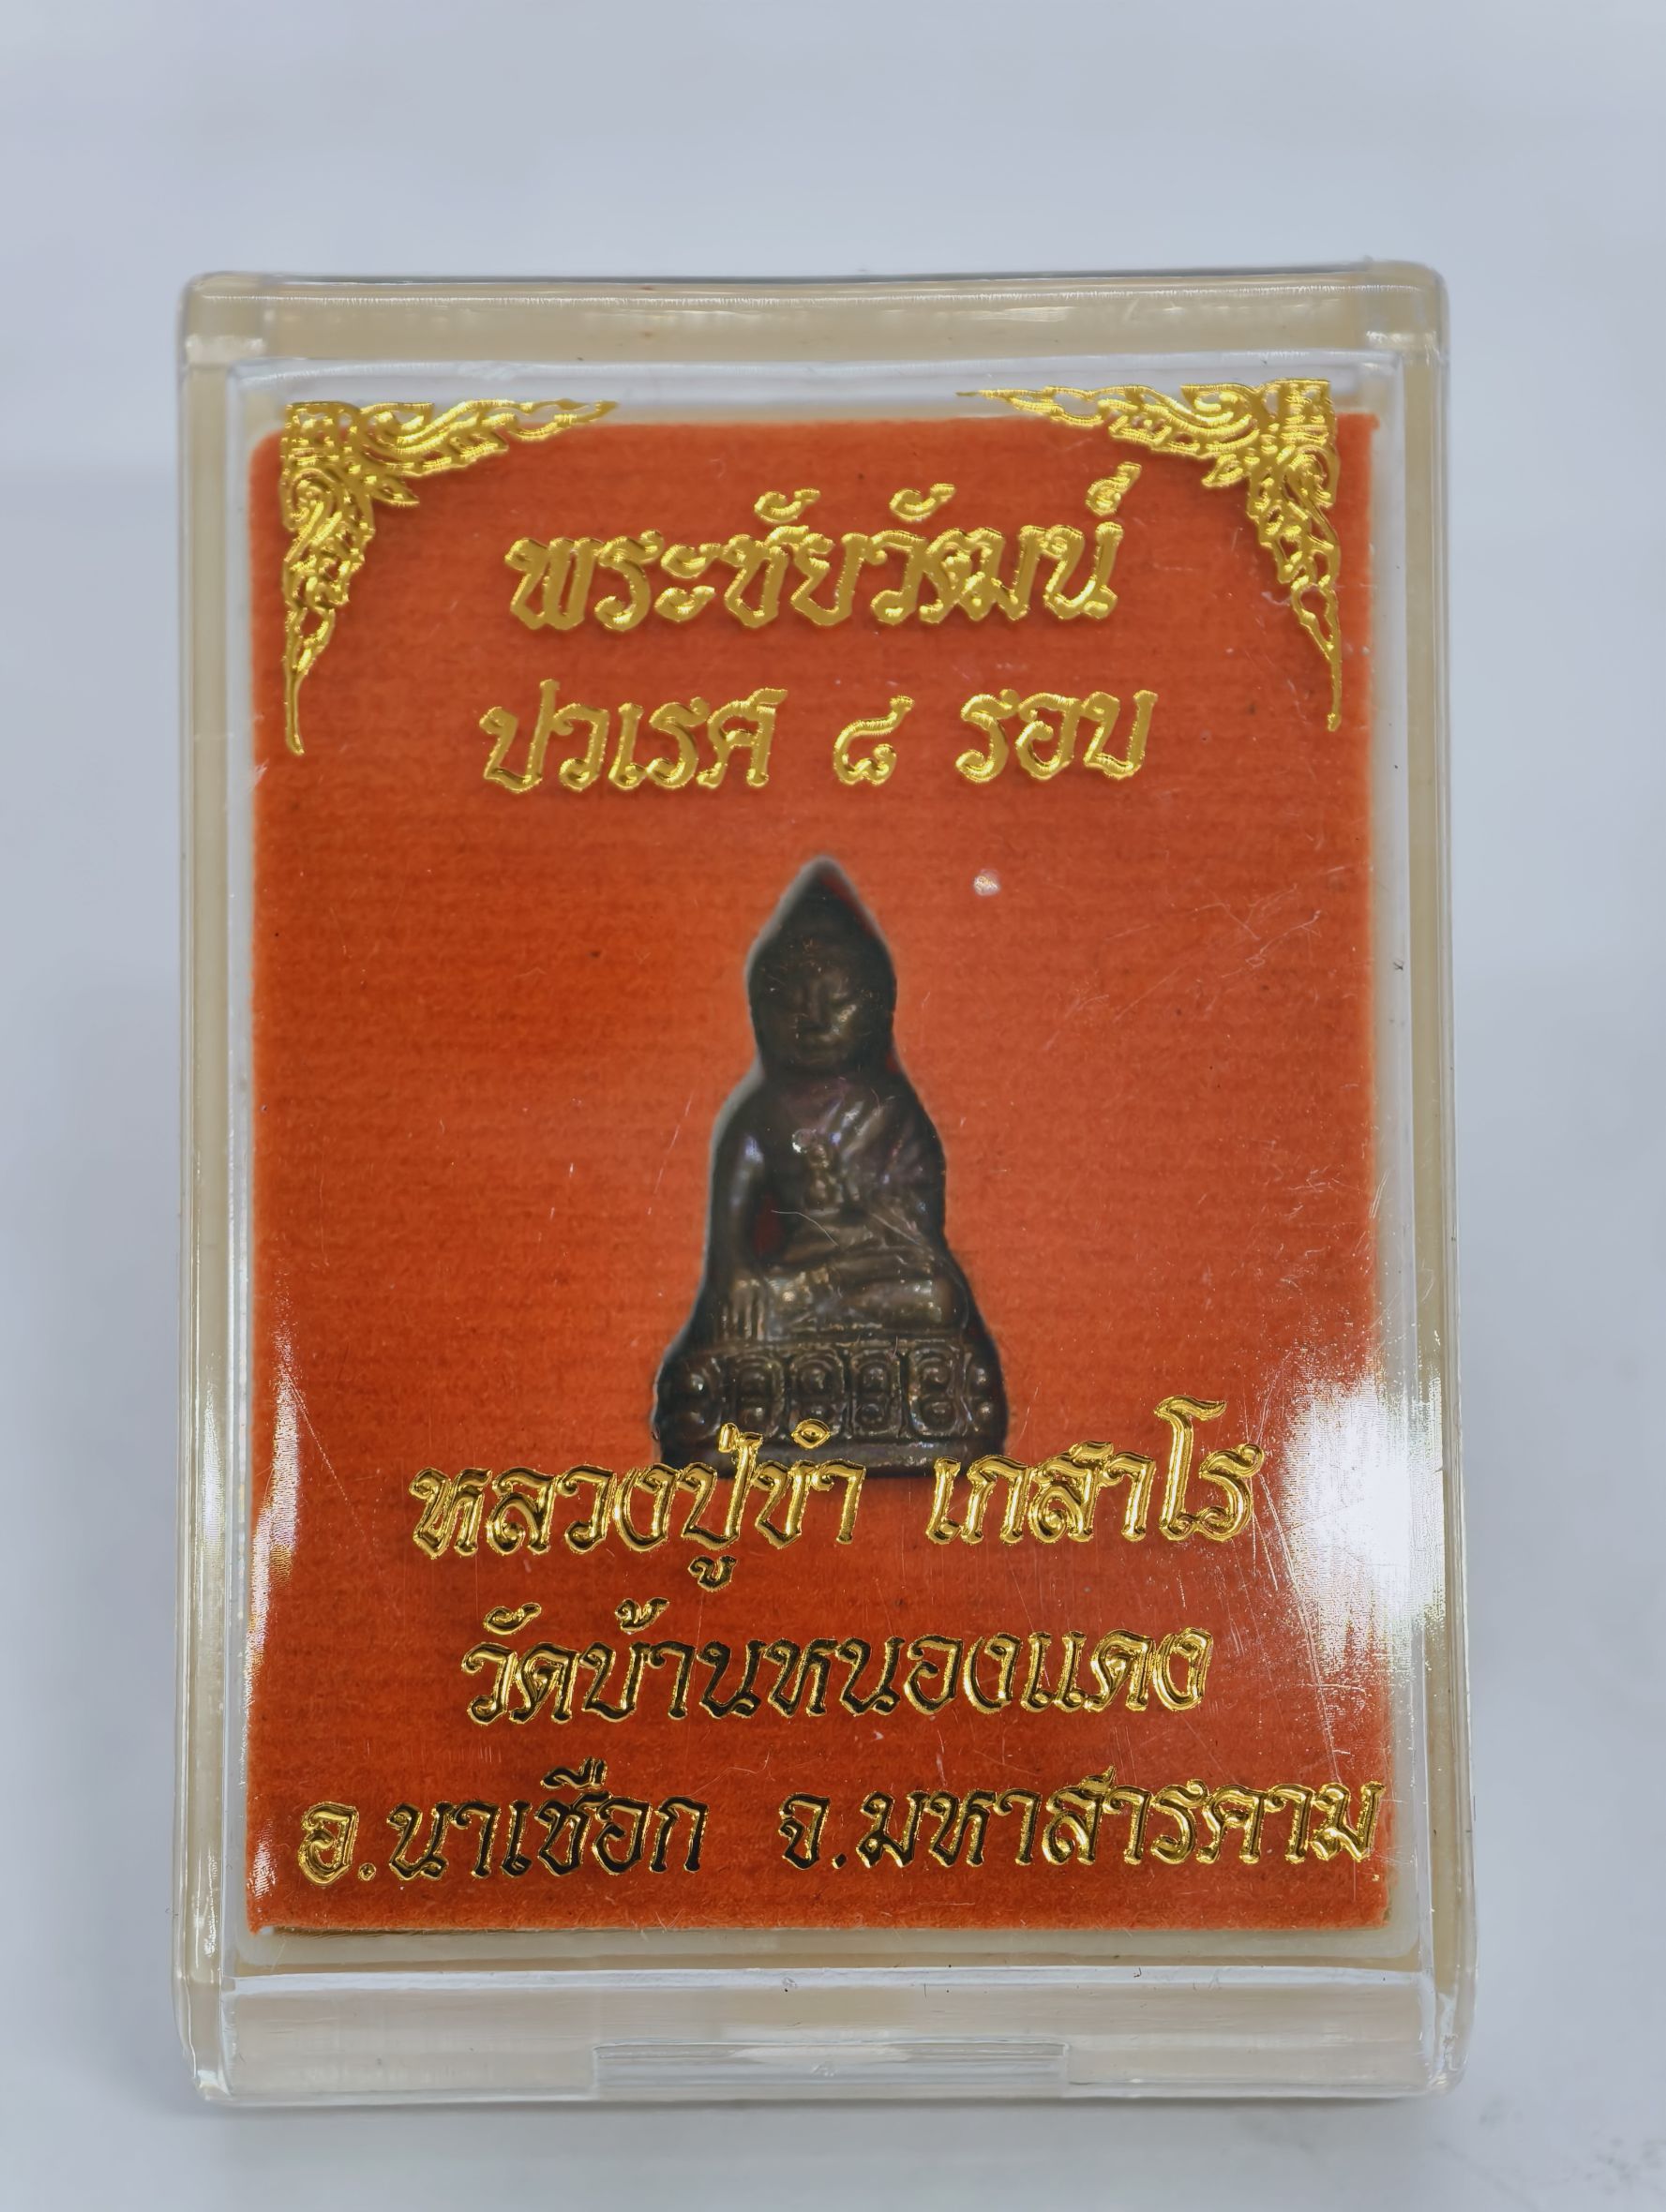 พระชัยวัฒน์
ปวเรศ ๘ รอบ
หลวงปู่ขำ เกสาโร
วัดบ้านหนองแดง
อ.นาเชือก จ.มหาสารคาม